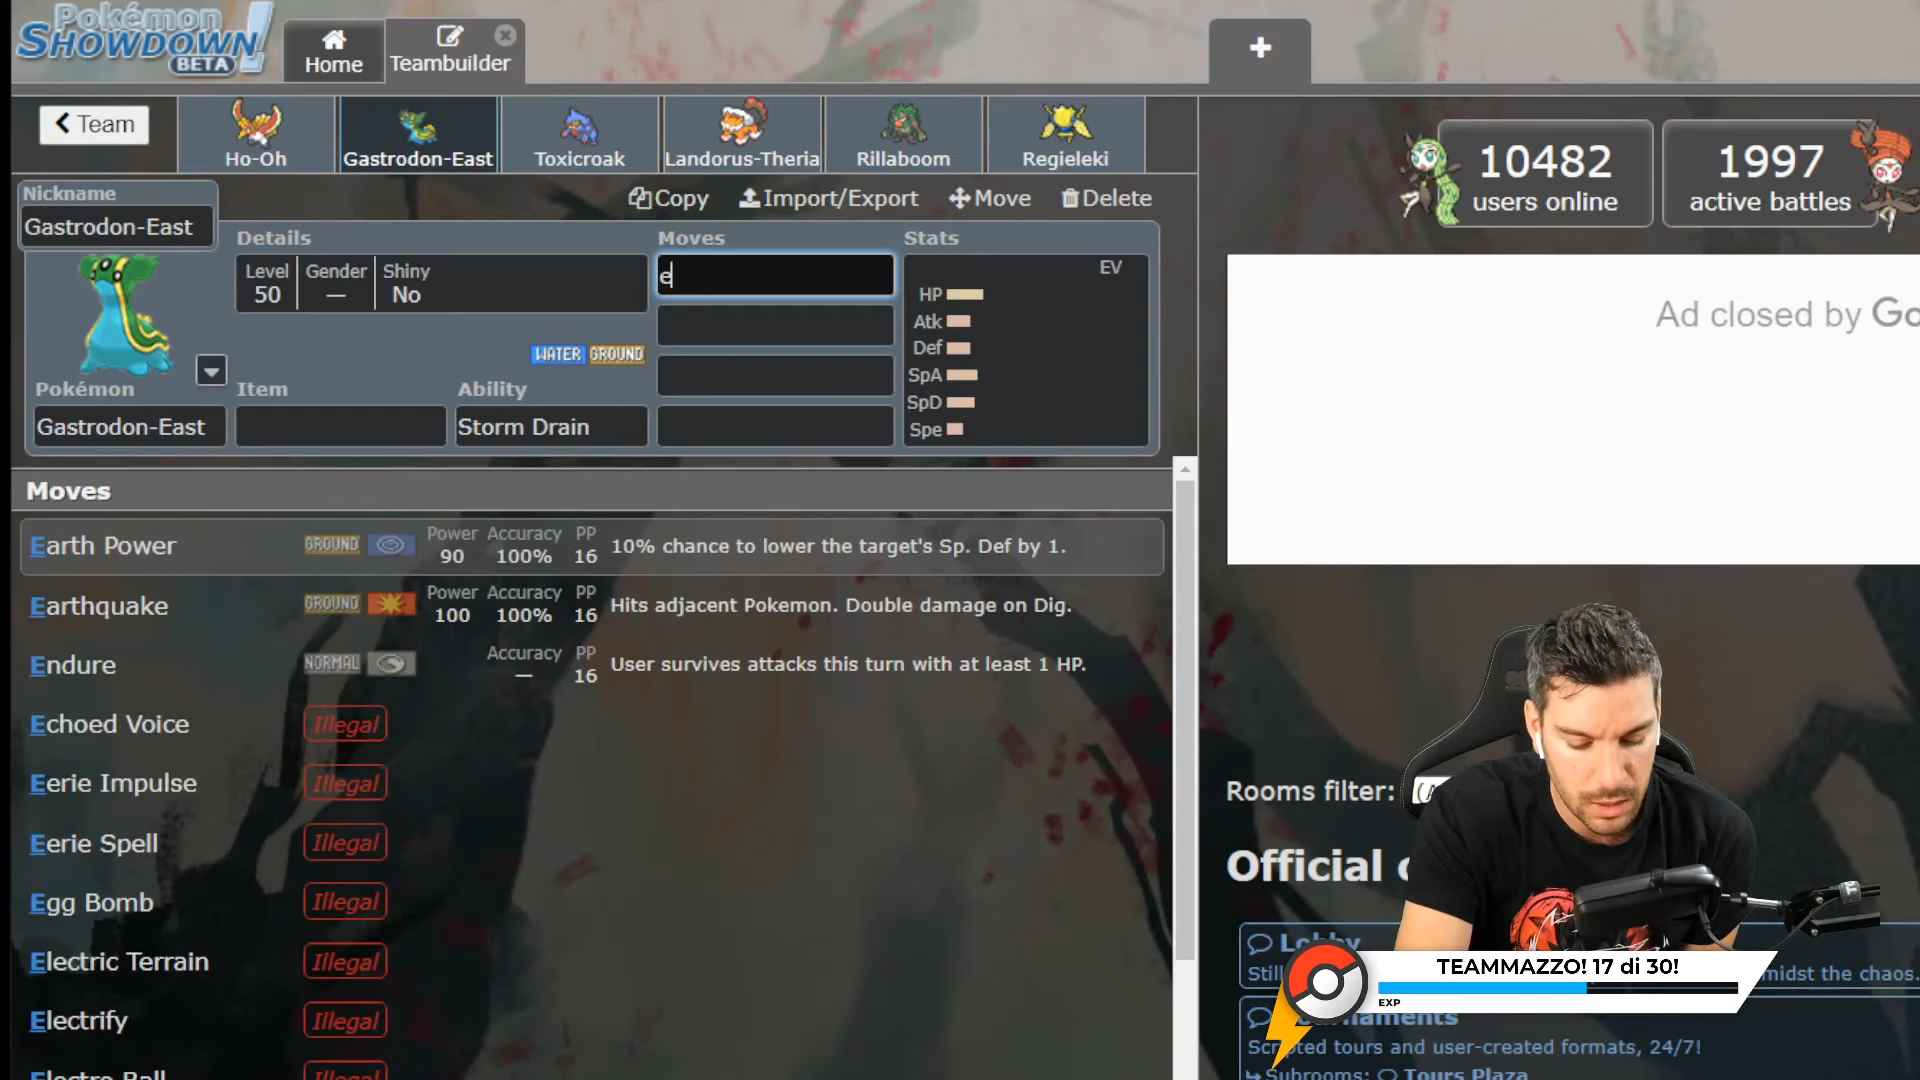 Pokémon
SHOWDOWN!
BETA
Home
Teambuilder
+
Team
Ho-Oh
Gastrodon-East
Toxicroak
Landorus-Theria
Rillaboom
Regieleki
10482
users online
1997
active battles
Copy
Import/Export
Move
Delete
Nickname
Gastrodon-East
Details
Level
50
Gender
—
Shiny
No
WATER GROUND
Pokémon
Gastrodon-East
Item
Ability
Storm Drain
Moves
e
Stats
EV
HP
Atk
Def
SpA
SpD
Spe
Ad closed by Go
Moves
Earth Power GROUND Power 90 Accuracy 100% PP 16 10% chance to lower the target's Sp. Def by 1.
Earthquake GROUND Power 100 Accuracy 100% PP 16 Hits adjacent Pokemon. Double damage on Dig.
Endure NORMAL Accuracy — PP 16 User survives attacks this turn with at least 1 HP.
Echoed Voice Illegal
Eerie Impulse Illegal
Eerie Spell Illegal
Egg Bomb Illegal
Electric Terrain Illegal
Electrify Illegal
Electro Ball Illegal
Rooms filter: (A
Official c
Lobby
Still midst the chaos.
TEAMMAZZO! 17 di 30!
EXP
rnaments
Scripted tours and user-created formats, 24/7!
Subrooms: Tours Plaza